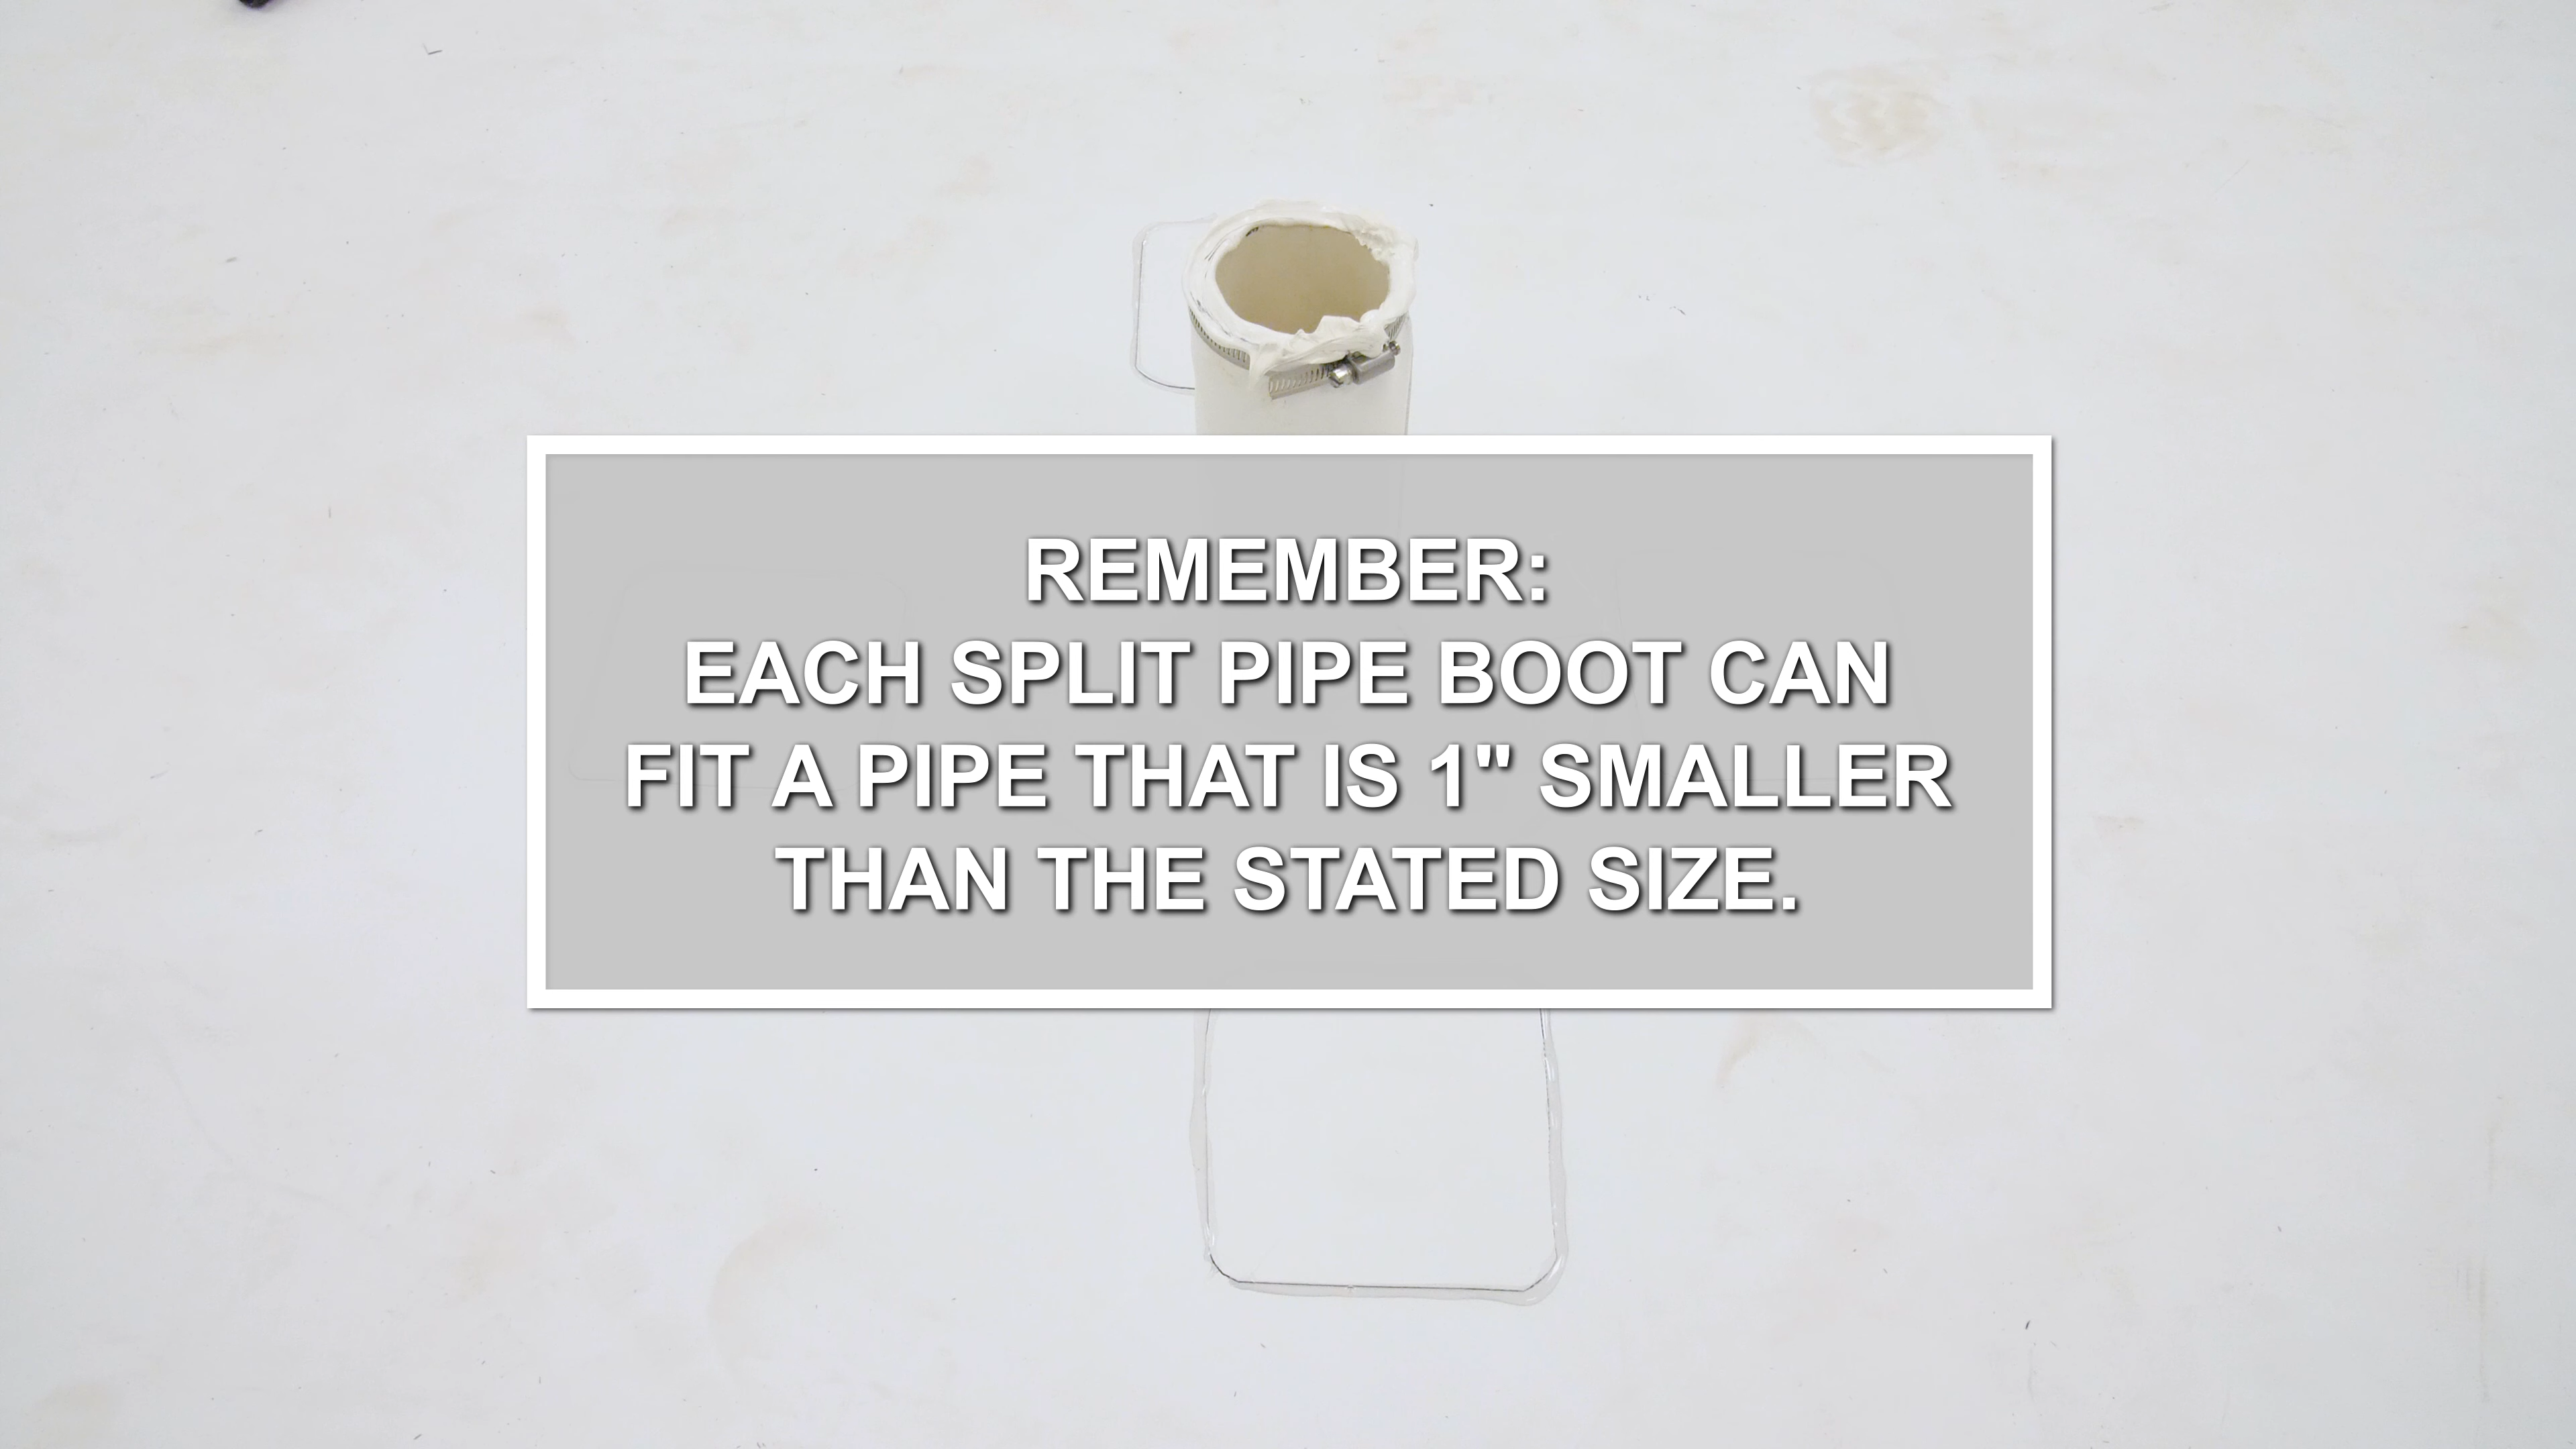 REMEMBER:
EACH SPLIT PIPE BOOT CAN
FIT A PIPE THAT IS 1" SMALLER
THAN THE STATED SIZE.